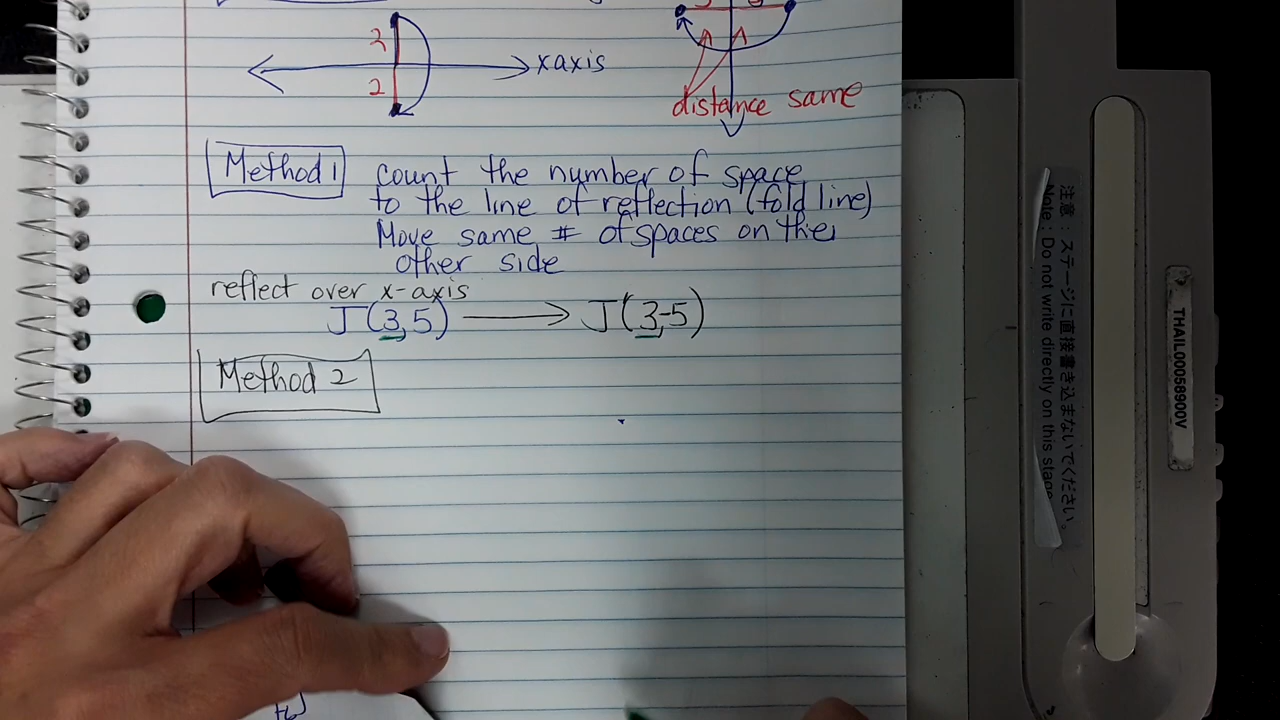 2
2
x axis
distance same
Method 1
count the number of space
to the line of reflection (fold line)
Move same # of spaces on the
other side
reflect over x-axis
J(3,5) → J(3,-5)
Method 2
注意:ステージに直接書き込まないでください。
Note: Do not write directly on this stage
THAIL00058900V